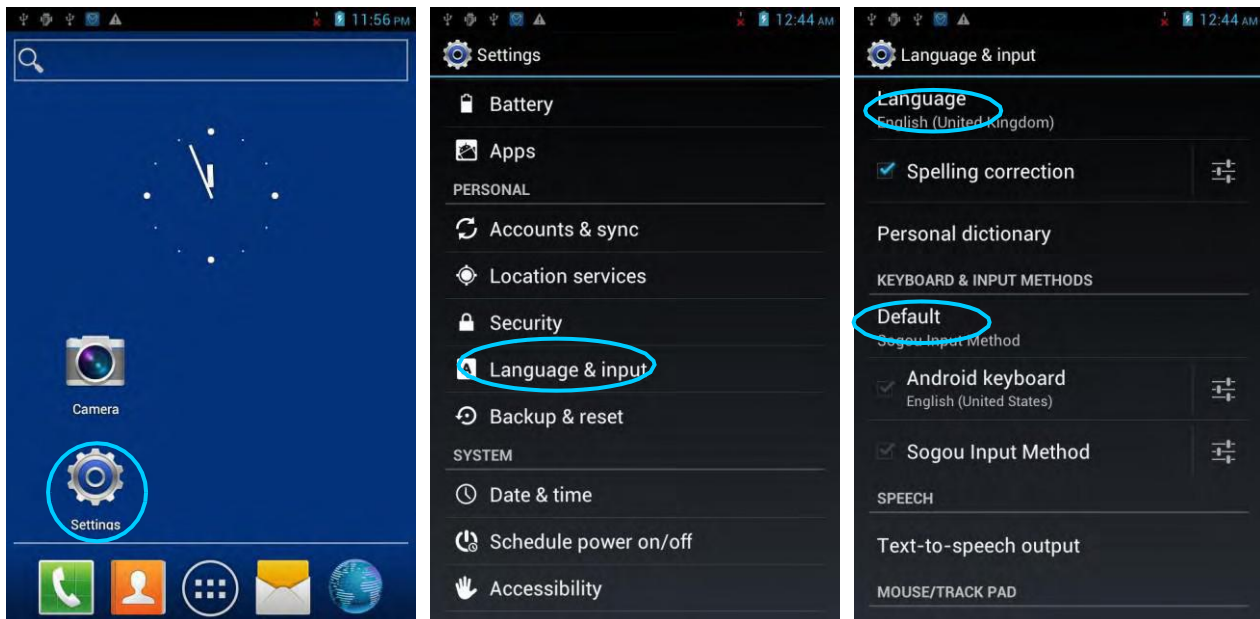 11:56 PM
Camera
Settings
12:44 AM
Settings
Battery
Apps
PERSONAL
Accounts & sync
Location services
Security
A Language & input
Backup & reset
SYSTEM
Date & time
Schedule power on/off
Accessibility
12:44 AM
Language & input
Language
English (United Kingdom)
Spelling correction
Personal dictionary
KEYBOARD & INPUT METHODS
Default
Sogou Input Method
Android keyboard
English (United States)
Sogou Input Method
SPEECH
Text-to-speech output
MOUSE/TRACK PAD